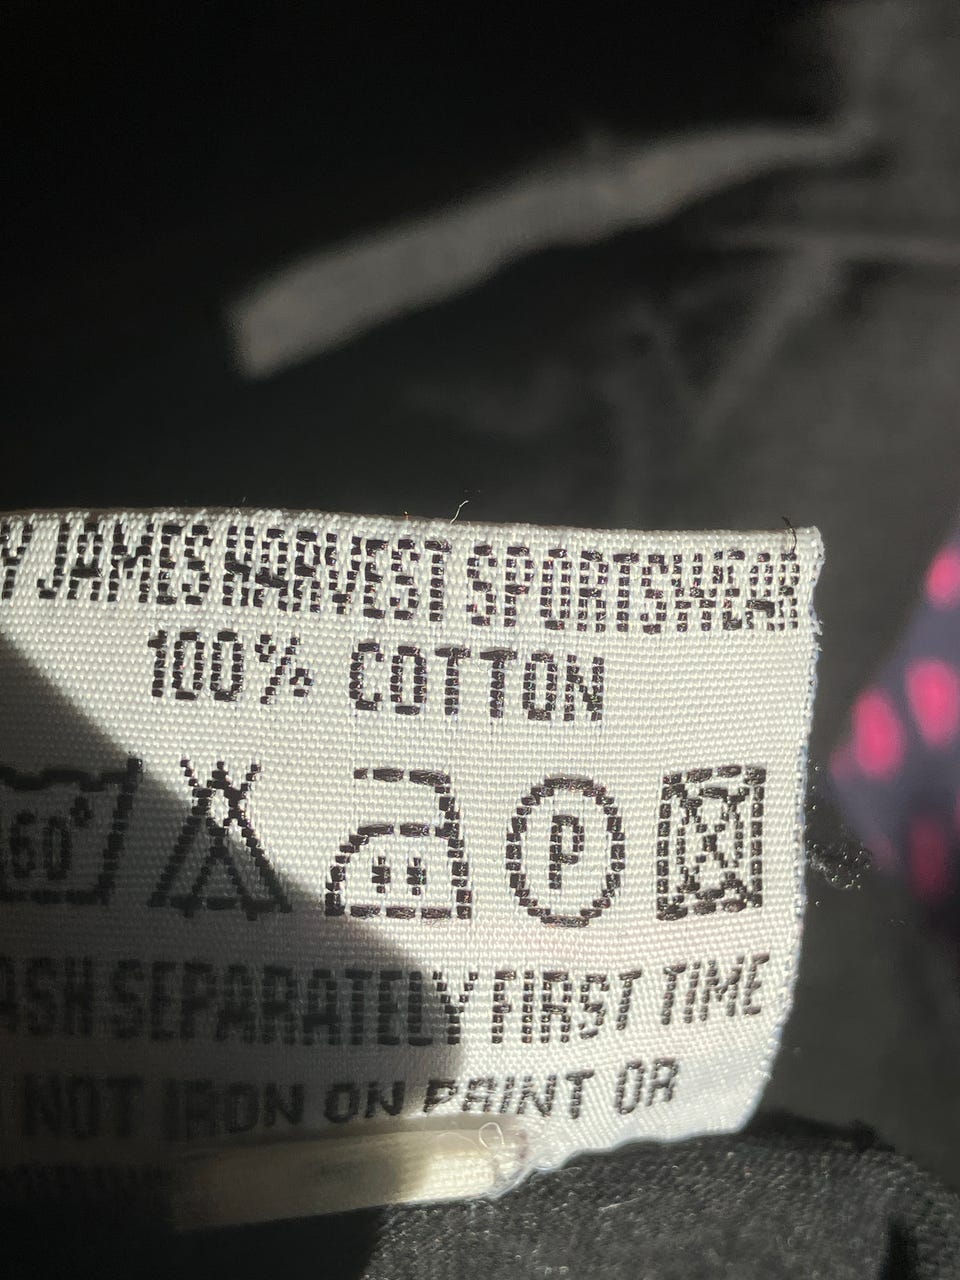 Y JAMES HARVEST SPORTSWEAR
100% COTTON
60° P
ASH SEPARATELY FIRST TIME
NOT IRON ON PRINT OR